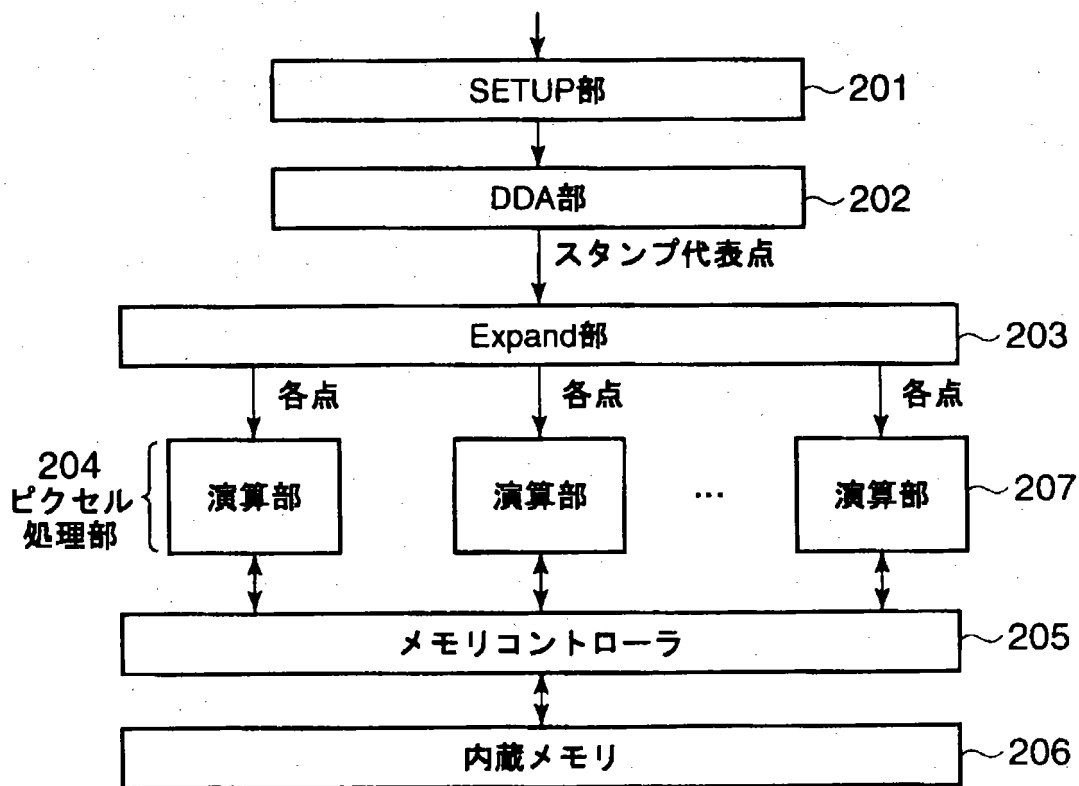 SETUP部
201
DDA部
202
スタンプ代表点
Expand部
203
各点
各点
各点
204
ピクセル
処理部
演算部
演算部
...
演算部
207
メモリコントローラ
205
内蔵メモリ
206